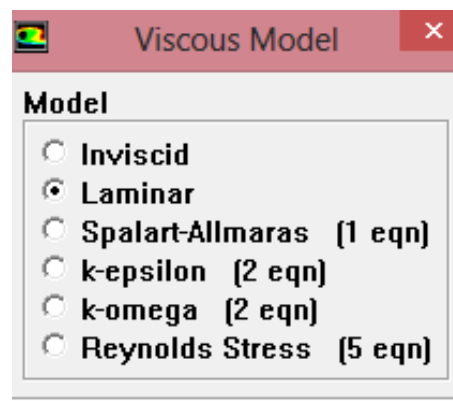 Viscous Model
Model
Inviscid
Laminar
Spalart-Allmaras (1 eqn)
k-epsilon (2 eqn)
k-omega (2 eqn)
Reynolds Stress (5 eqn)